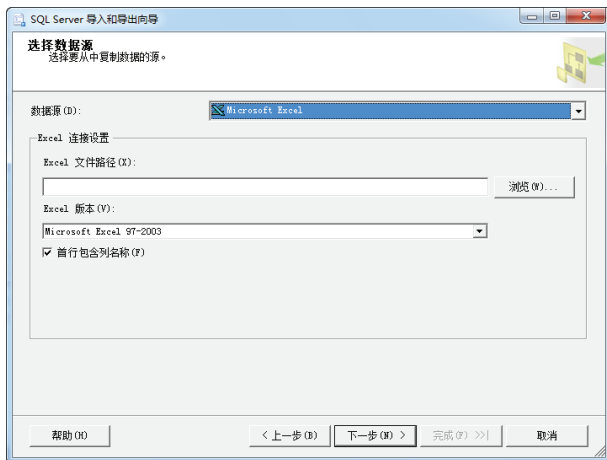 SQL Server 导入和导出向导
选择数据源
选择要从中复制数据的源。
数据源(D): Microsoft Excel
Excel 连接设置
Excel 文件路径(X):
浏览(W)...
Excel 版本(V):
Microsoft Excel 97-2003
首行包含列名称(F)
帮助(H) < 上一步(B) 下一步(N) > 完成(F) >>| 取消